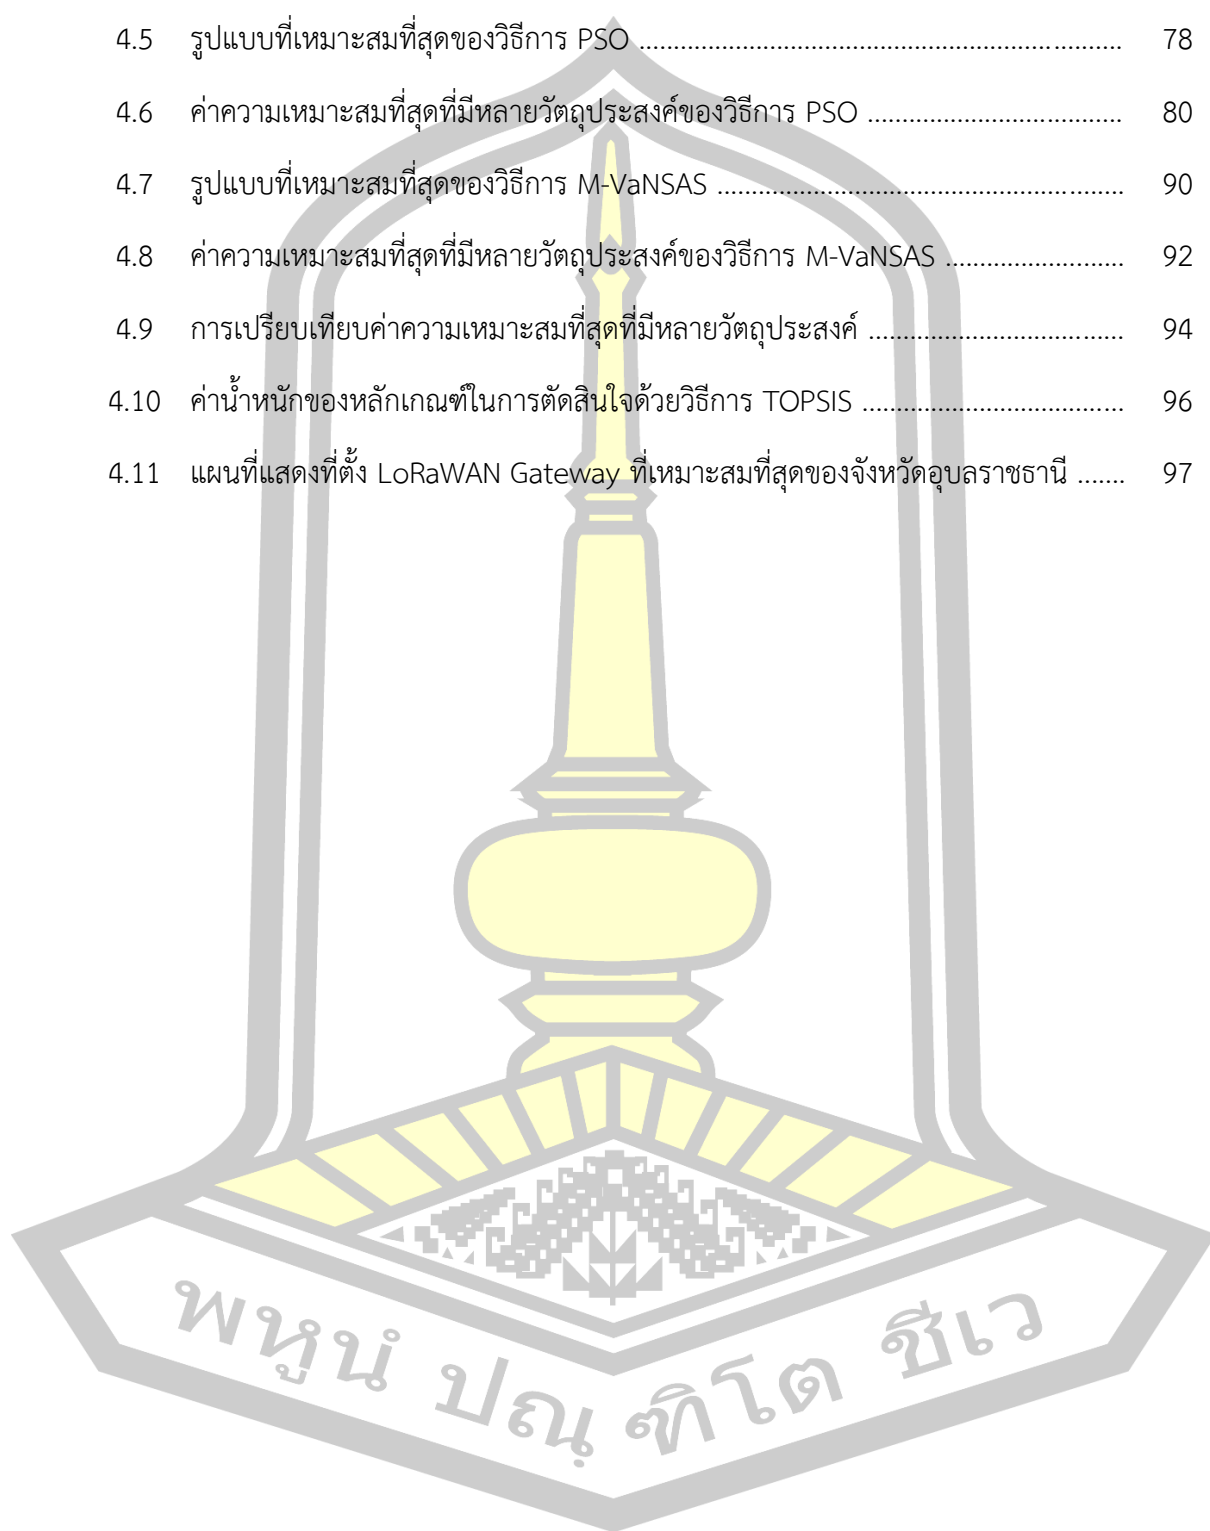 4.5 รูปแบบที่เหมาะสมที่สุดของวิธีการ PSO ........................................................................ 78
4.6 ค่าความเหมาะสมที่สุดที่มีหลายวัตถุประสงค์ของวิธีการ PSO ..................................... 80
4.7 รูปแบบที่เหมาะสมที่สุดของวิธีการ M-VaNSAS ............................................................ 90
4.8 ค่าความเหมาะสมที่สุดที่มีหลายวัตถุประสงค์ของวิธีการ M-VaNSAS .......................... 92
4.9 การเปรียบเทียบค่าความเหมาะสมที่สุดที่มีหลายวัตถุประสงค์ ..................................... 94
4.10 ค่าน้ำหนักของหลักเกณฑ์ในการตัดสินใจด้วยวิธีการ TOPSIS ...................................... 96
4.11 แผนที่แสดงที่ตั้ง LoRaWAN Gateway ที่เหมาะสมที่สุดของจังหวัดอุบลราชธานี ....... 97
พหูนํ ปณฺฑิโต ชีเว